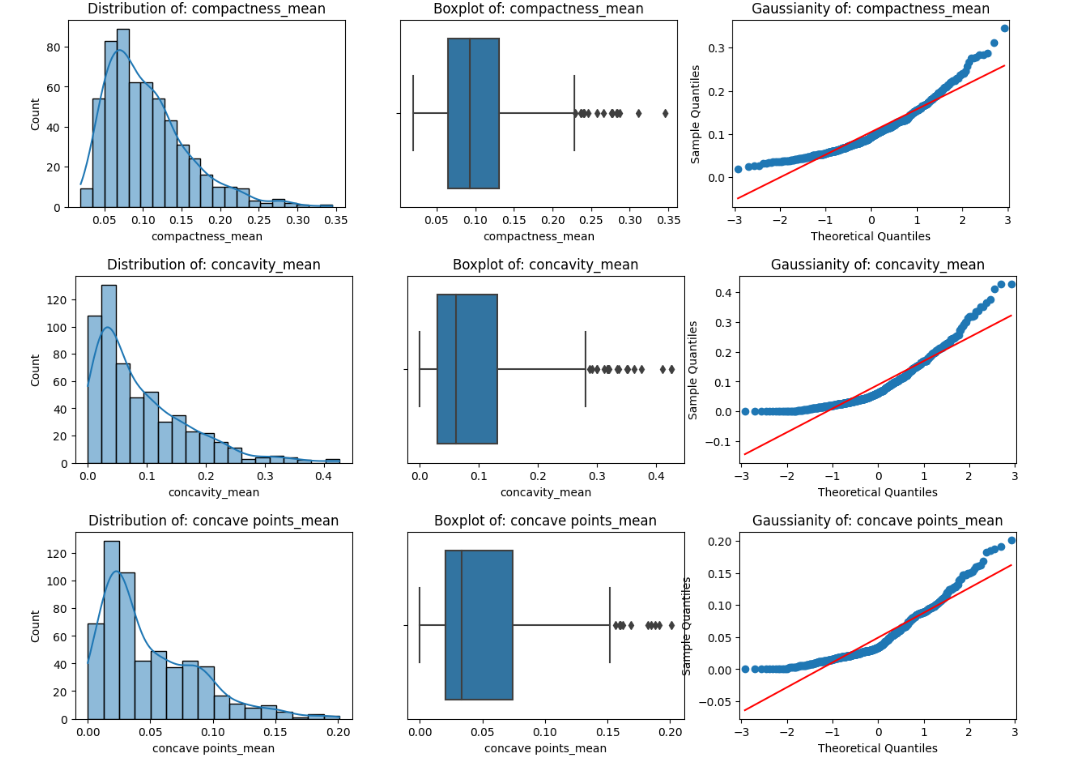 Distribution of: compactness_mean
Count
80
60
40
20
0
0.05 0.10 0.15 0.20 0.25 0.30 0.35
compactness_mean
Boxplot of: compactness_mean
0.05 0.10 0.15 0.20 0.25 0.30 0.35
compactness_mean
Gaussianity of: compactness_mean
Sample Quantiles
0.3
0.2
0.1
0.0
−3 −2 −1 0 1 2 3
Theoretical Quantiles
Distribution of: concavity_mean
Count
120
100
80
60
40
20
0
0.0 0.1 0.2 0.3 0.4
concavity_mean
Boxplot of: concavity_mean
0.0 0.1 0.2 0.3 0.4
concavity_mean
Gaussianity of: concavity_mean
Sample Quantiles
0.4
0.3
0.2
0.1
0.0
−0.1
−3 −2 −1 0 1 2 3
Theoretical Quantiles
Distribution of: concave points_mean
Count
120
100
80
60
40
20
0
0.00 0.05 0.10 0.15 0.20
concave points_mean
Boxplot of: concave points_mean
0.00 0.05 0.10 0.15 0.20
concave points_mean
Gaussianity of: concave points_mean
Sample Quantiles
0.20
0.15
0.10
0.05
0.00
−0.05
−3 −2 −1 0 1 2 3
Theoretical Quantiles